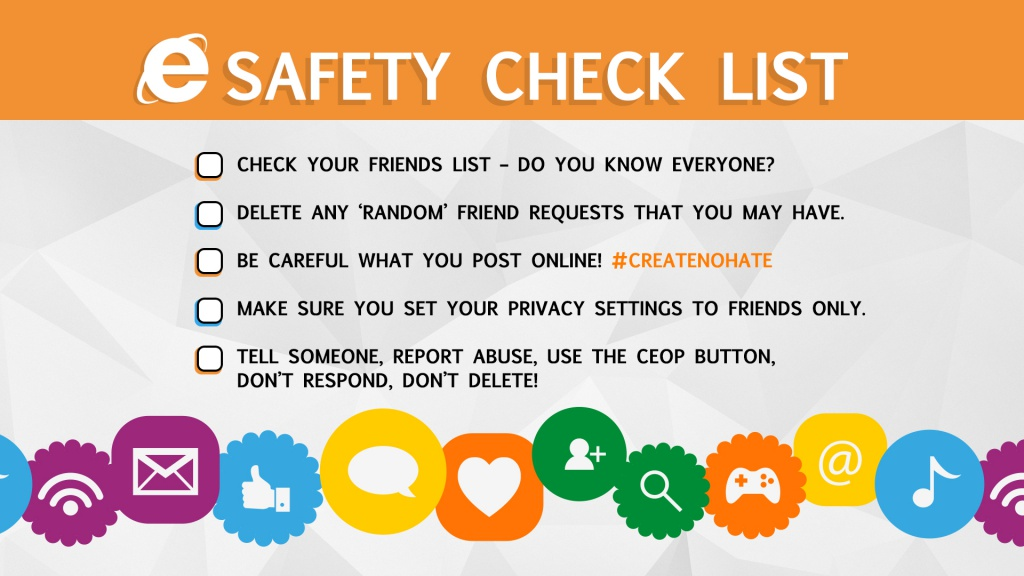 e SAFETY CHECK LIST
CHECK YOUR FRIENDS LIST – DO YOU KNOW EVERYONE?
DELETE ANY ‘RANDOM’ FRIEND REQUESTS THAT YOU MAY HAVE.
BE CAREFUL WHAT YOU POST ONLINE! #CREATENOHATE
MAKE SURE YOU SET YOUR PRIVACY SETTINGS TO FRIENDS ONLY.
TELL SOMEONE, REPORT ABUSE, USE THE CEOP BUTTON,
DON’T RESPOND, DON’T DELETE!
@